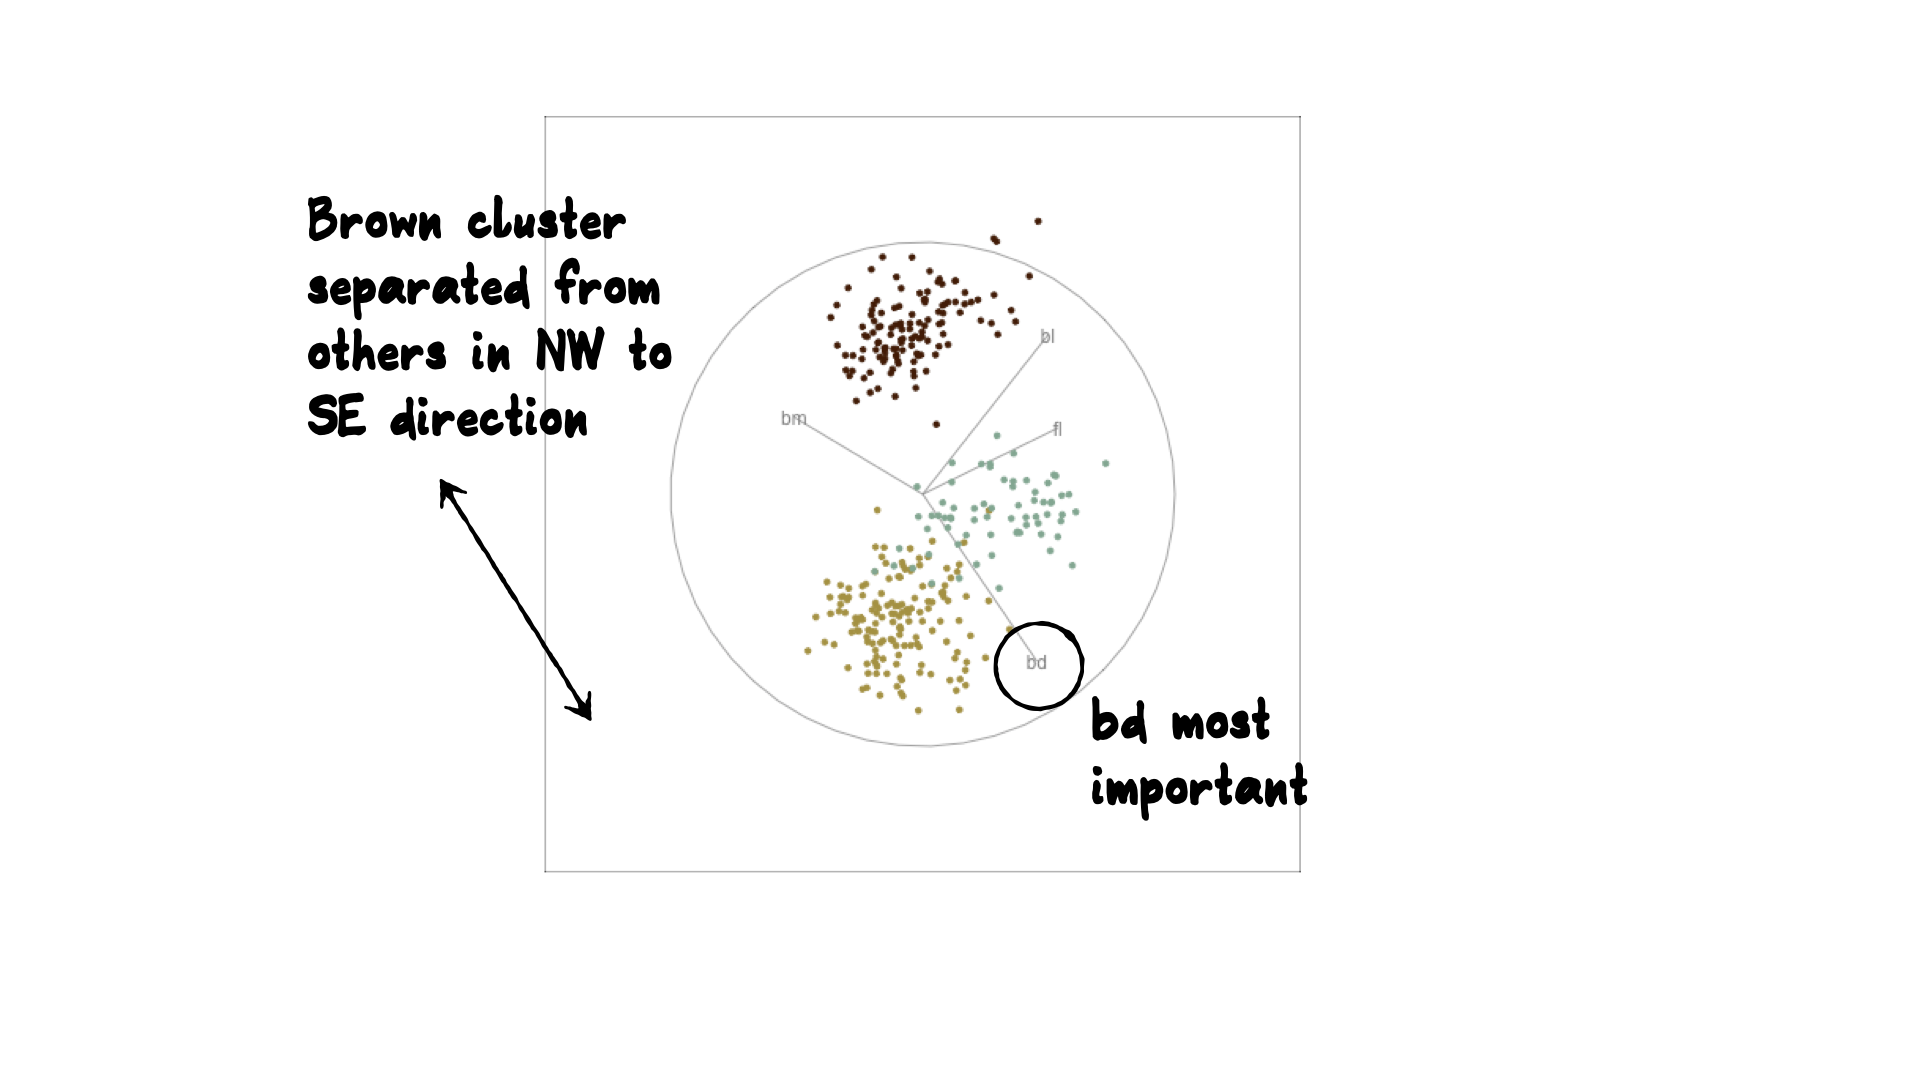 Brown cluster
separated from
others in NW to
SE direction
bl
bm
fl
bd
bd most
important